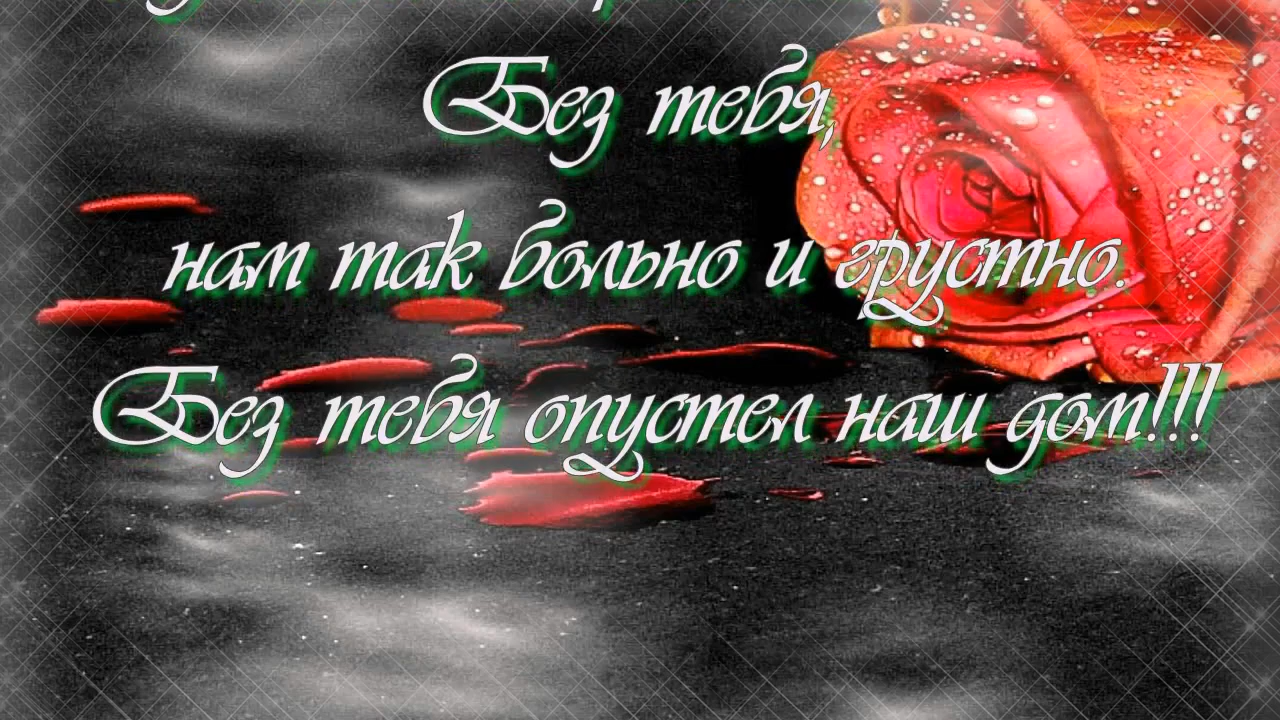 Без тебя,
нам так больно и грустно.
Без тебя опустел наш дом!!!